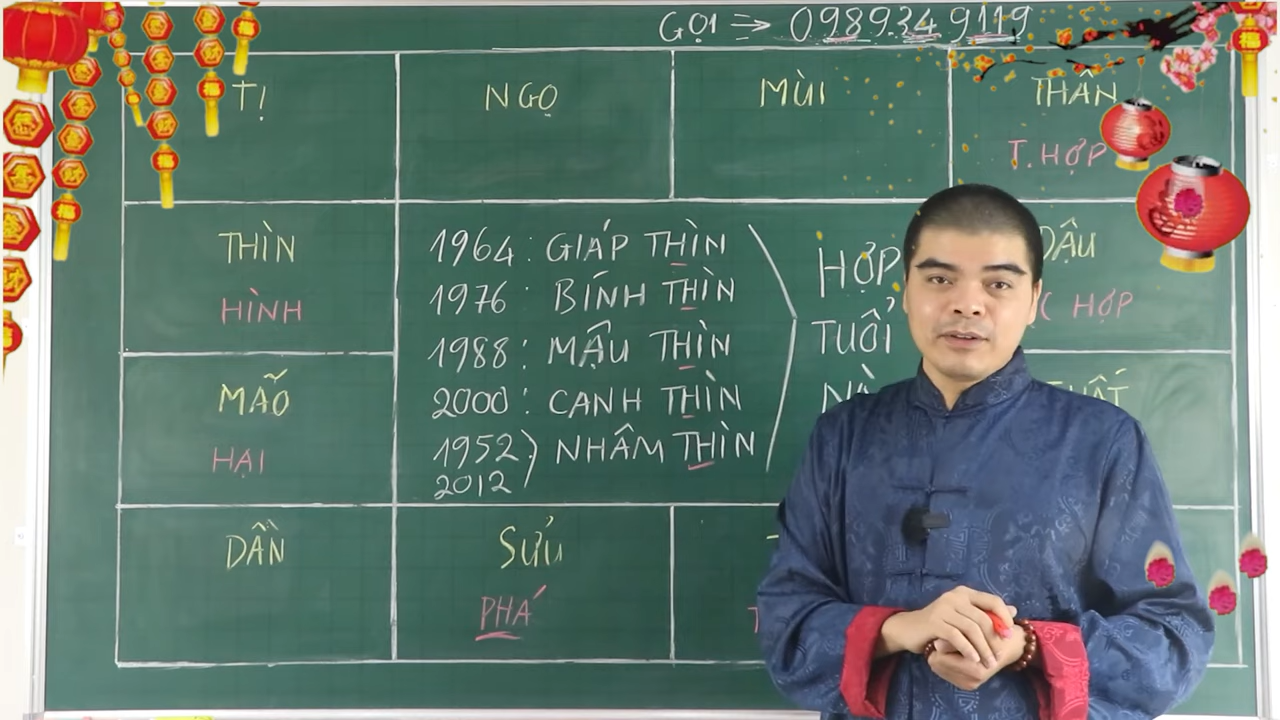 GỌI ⇒ 0989349119
TỊ
NGỌ
MÙI
THÂN
T.HỢP
THÌN
HÌNH
1964: GIÁP THÌN
1976: BÍNH THÌN
1988: MẬU THÌN
2000: CANH THÌN
1952
2012
NHÂM THÌN
HỢP
TUỔI
DẬU
HỢP
MÃO
HẠI
DẦN
SỬU
PHÁ